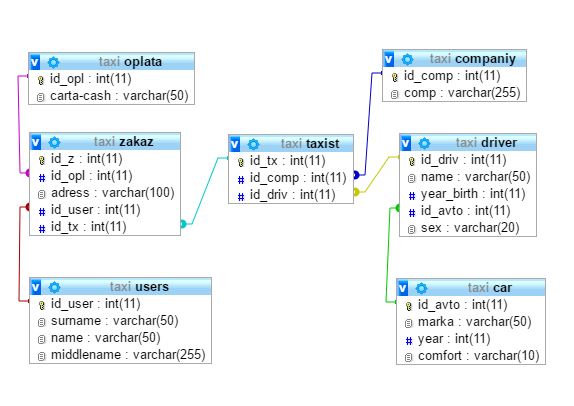 v taxi oplata
id_opl : int(11)
carta-cash : varchar(50)
v taxi zakaz
id_z : int(11)
id_opl : int(11)
adress : varchar(100)
id_user : int(11)
id_tx : int(11)
v taxi users
id_user : int(11)
surname : varchar(50)
name : varchar(50)
middlename : varchar(255)
v taxi taxist
id_tx : int(11)
id_comp : int(11)
id_driv : int(11)
v taxi companiy
id_comp : int(11)
comp : varchar(255)
v taxi driver
id_driv : int(11)
name : varchar(50)
year_birth : int(11)
id_avto : int(11)
sex : varchar(20)
v taxi car
id_avto : int(11)
marka : varchar(50)
year : int(11)
comfort : varchar(10)